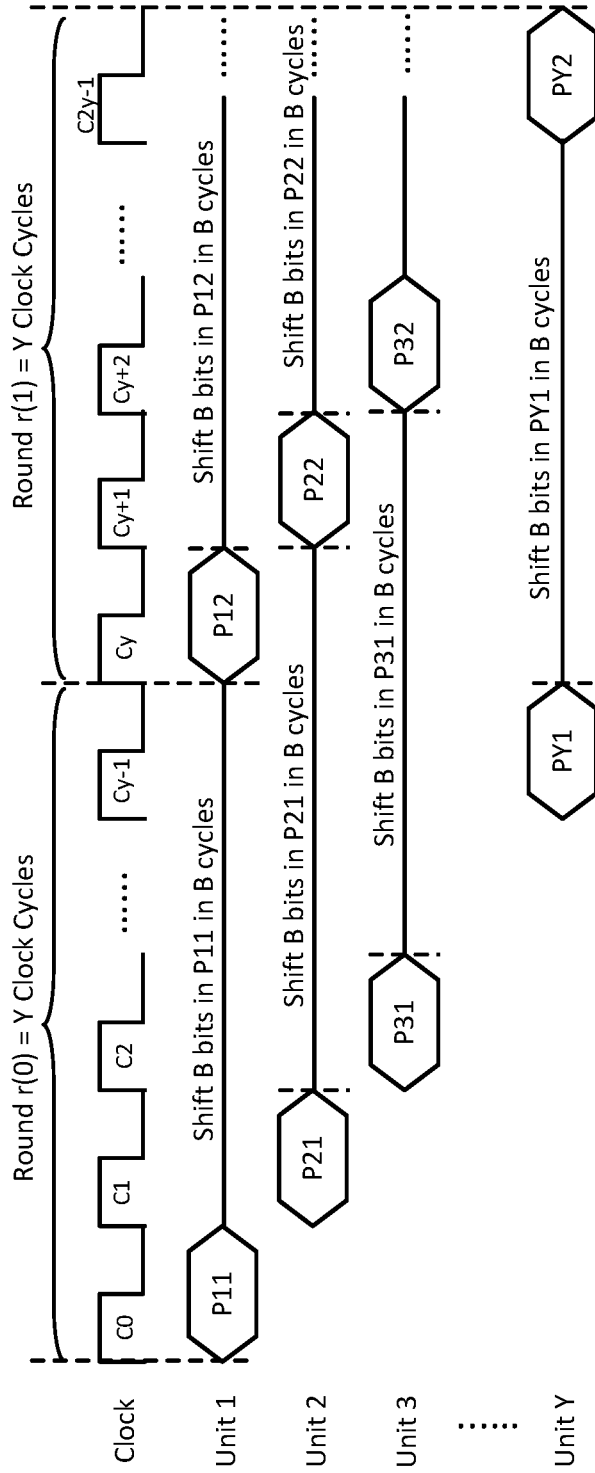 Round r(0) = Y Clock Cycles
Round r(1) = Y Clock Cycles
Clock
C0
C1
C2
......
Cy-1
Cy
Cy+1
Cy+2
......
C2y-1
Unit 1
P11
Shift B bits in P11 in B cycles
P12
Shift B bits in P12 in B cycles
......
Unit 2
P21
Shift B bits in P21 in B cycles
P22
Shift B bits in P22 in B cycles
......
Unit 3
P31
Shift B bits in P31 in B cycles
P32
......
......
Unit Y
PY1
Shift B bits in PY1 in B cycles
PY2